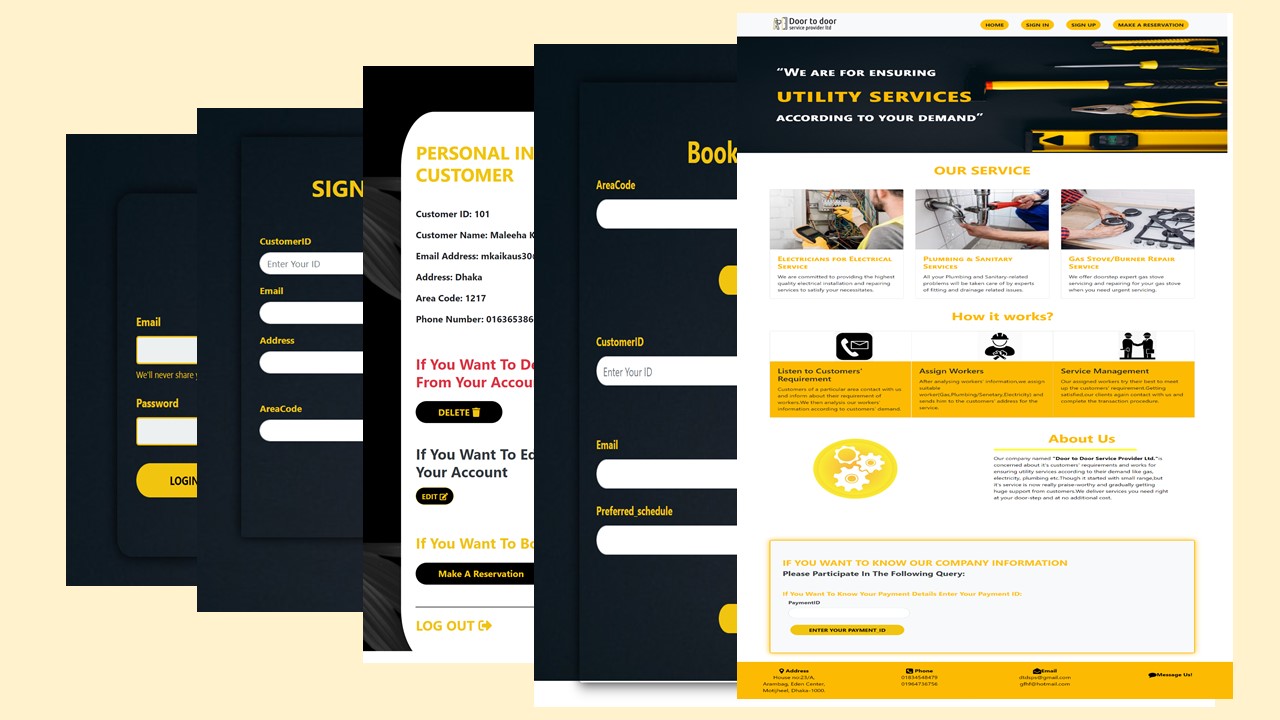 Email
We'll never share y
Password
LOGIN
SIGN
CustomerID
Enter Your ID
Email
Address
AreaCode
PERSONAL IN
CUSTOMER
Customer ID: 101
Customer Name: Maleeha K
Email Address: mkaikaus30
Address: Dhaka
Area Code: 1217
Phone Number: 016365386
If You Want To De
From Your Accou
DELETE
If You Want To Ed
Your Account
EDIT
If You Want To Bo
Make A Reservation
LOG OUT
Book
AreaCode
CustomerID
Enter Your ID
Email
Preferred_schedule
Door to door
service provider ltd
HOME
SIGN IN
SIGN UP
MAKE A RESERVATION
“We are for ensuring
utility services
according to your demand”
OUR SERVICE
Electricians for Electrical
Service
We are committed to providing the highest
quality electrical installation and repairing
services to satisfy your necessitates.
Plumbing & Sanitary
Services
All your Plumbing and Sanitary-related
problems will be taken care of by experts
of fitting and drainage related issues.
Gas Stove/Burner Repair
Service
We offer doorstep expert gas stove
servicing and repairing for your gas stove
when you need urgent servicing.
How it works?
Listen to Customers'
Requirement
Customers of a particular area contact with us
and inform about their requirement of
workers.We then analysis our workers'
information according to customers' demand.
Assign Workers
After analysing workers' information,we assign
suitable
worker(Gas,Plumbing/Senetary,Electricity) and
sends him to the customers' address for the
service.
Service Management
Our assigned workers try their best to meet
up the customers' requirement.Getting
satisfied,our clients again contact with us and
complete the transaction procedure.
About Us
Our company named "Door to Door Service Provider Ltd."is
concerned about it's customers' requirements and works for
ensuring utility services according to their demand like gas,
electricity, plumbing etc.Though it started with small range,but
it's service is now really praise-worthy and gradually getting
huge support from customers.We deliver services you need right
at your door-step and at no additional cost.
IF YOU WANT TO KNOW OUR COMPANY INFORMATION
Please Participate In The Following Query:
If You Want To Know Your Payment Details Enter Your Payment ID:
PaymentID
ENTER YOUR PAYMENT_ID
Address
House no:23/A,
Arambag, Eden Center,
Motijheel, Dhaka-1000.
Phone
01834548479
01964736756
Email
dldsps@gmail.com
gfhf@hotmail.com
Message Us!